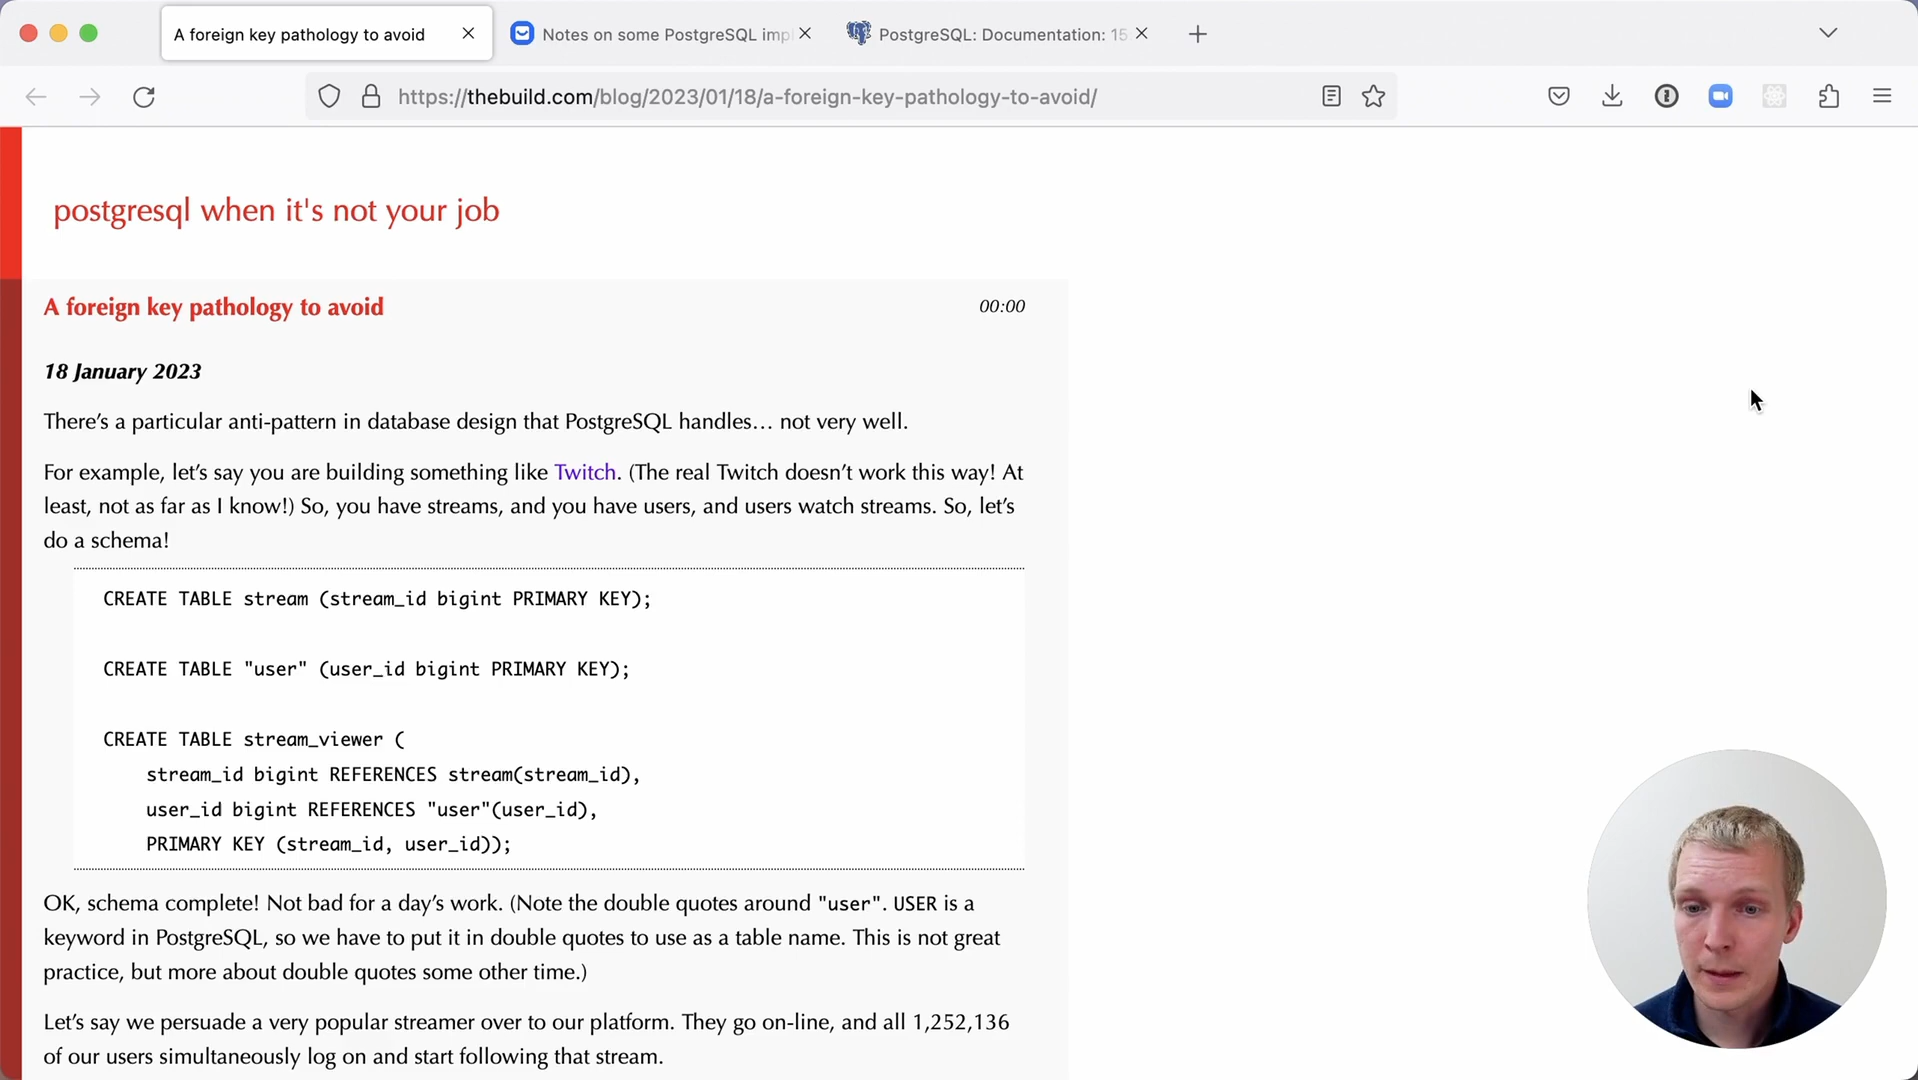 A foreign key pathology to avoid
Notes on some PostgreSQL imp
PostgreSQL: Documentation: 15
https://thebuild.com/blog/2023/01/18/a-foreign-key-pathology-to-avoid/
postgresql when it's not your job
A foreign key pathology to avoid
00:00
18 January 2023
There’s a particular anti-pattern in database design that PostgreSQL handles… not very well.
For example, let’s say you are building something like Twitch. (The real Twitch doesn’t work this way! At
least, not as far as I know!) So, you have streams, and you have users, and users watch streams. So, let’s
do a schema!
CREATE TABLE stream (stream_id bigint PRIMARY KEY);
CREATE TABLE "user" (user_id bigint PRIMARY KEY);
CREATE TABLE stream_viewer (
stream_id bigint REFERENCES stream(stream_id),
user_id bigint REFERENCES "user"(user_id),
PRIMARY KEY (stream_id, user_id));
OK, schema complete! Not bad for a day’s work. (Note the double quotes around "user". USER is a
keyword in PostgreSQL, so we have to put it in double quotes to use as a table name. This is not great
practice, but more about double quotes some other time.)
Let’s say we persuade a very popular streamer over to our platform. They go on-line, and all 1,252,136
of our users simultaneously log on and start following that stream.